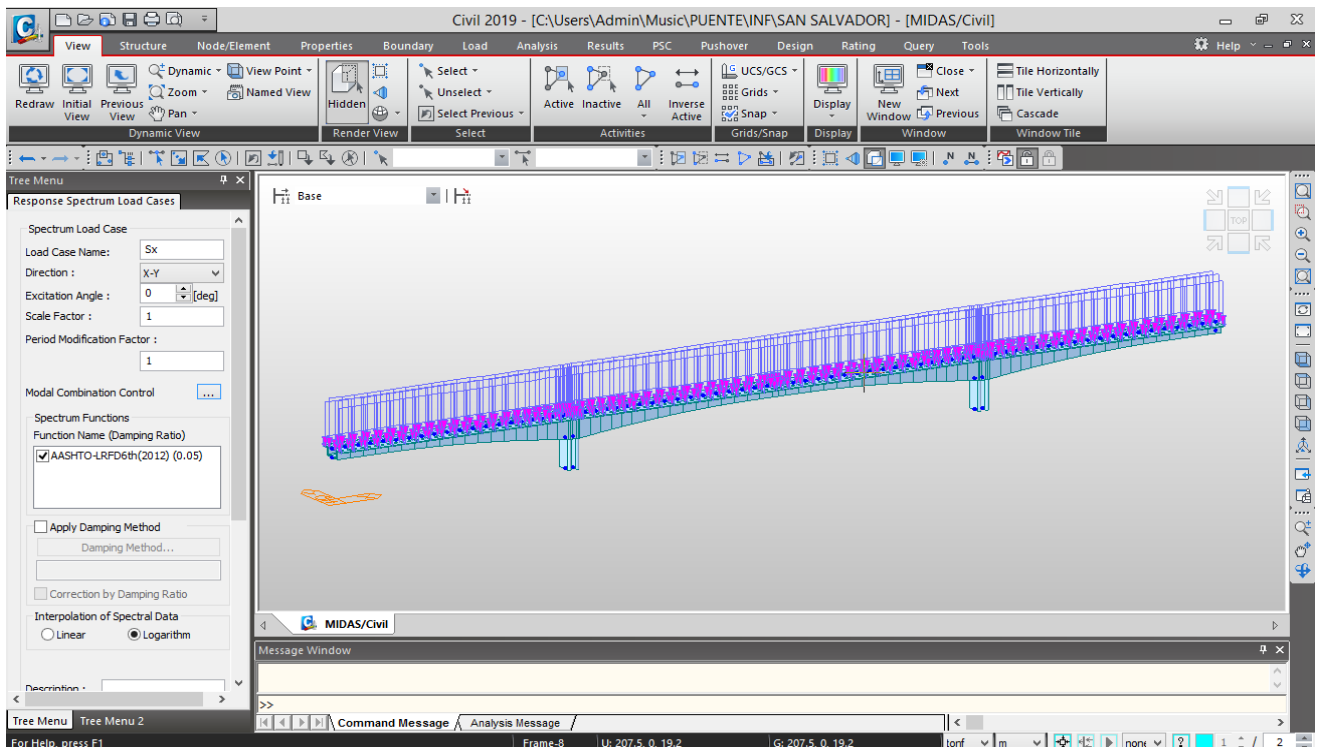 Civil 2019 - [C:\Users\Admin\Music\PUENTE\INF\SAN SALVADOR] - [MIDAS/Civil]
View Structure Node/Element Properties Boundary Load Analysis Results PSC Pushover Design Rating Query Tools Help
Redraw
Initial View
Previous View
Dynamic
Zoom
Pan
Dynamic View
View Point
Named View
Hidden
Render View
Select
Unselect
Select Previous
Select
Active
Inactive
All
Inverse Active
Activities
UCS/GCS
Grids
Snap
Grids/Snap
Display
Display
New Window
Close
Next
Previous
Window
Tile Horizontally
Tile Vertically
Cascade
Window Tile
Tree Menu
Response Spectrum Load Cases
Spectrum Load Case
Load Case Name: Sx
Direction : X-Y
Excitation Angle : 0 [deg]
Scale Factor : 1
Period Modification Factor :
1
Modal Combination Control ...
Spectrum Functions
Function Name (Damping Ratio)
AASHTO-LRFD6th(2012) (0.05)
Apply Damping Method
Damping Method...
Correction by Damping Ratio
Interpolation of Spectral Data
Linear Logarithm
Description :
Tree Menu Tree Menu 2
Base
TOP
MIDAS/Civil
Message Window
>>
Command Message Analysis Message
For Help, press F1 Frame-8 U: 207.5, 0, 19.2 G: 207.5, 0, 19.2 tonf m none ? 1 / 2